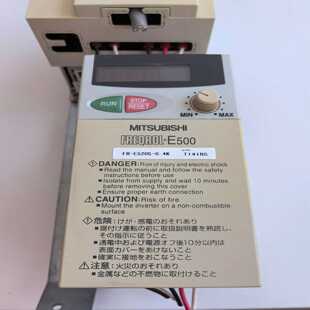 RUN
STOP
RESET
MIN
MAX
MITSUBISHI
FREQROL-E500
FR-E520S-0.4K
DANGER: Risk of injury and electric shock
Read the manual and follow the safety
instructions before use
Isolate from supply and wait 10 minutes
before removing this cover
Ensure proper earth connection
CAUTION: Risk of fire
Mount the inverter on a non-combustible
surface
危険:けが・感電のおそれあり
据付け運転の前に取扱説明書を熟読し、
その指示に従うこと
通電中および電源オフ後10分以内は
表面カバーをあけないこと
確実に接地をおこなうこと
注意:火災のおそれあり
金属などの不燃物に取付けること